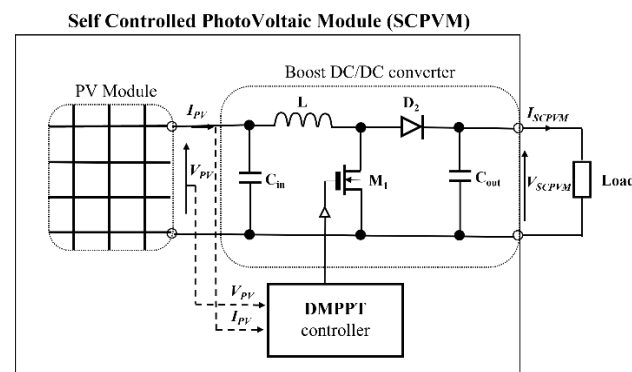 Self Controlled PhotoVoltaic Module (SCPVM)
Boost DC/DC converter
PV Module
I_PV
L
D_2
I_SCPVM
V_PV
C_in
M_1
C_out
V_SCPVM
Load
V_PV
I_PV
DMPPT
controller